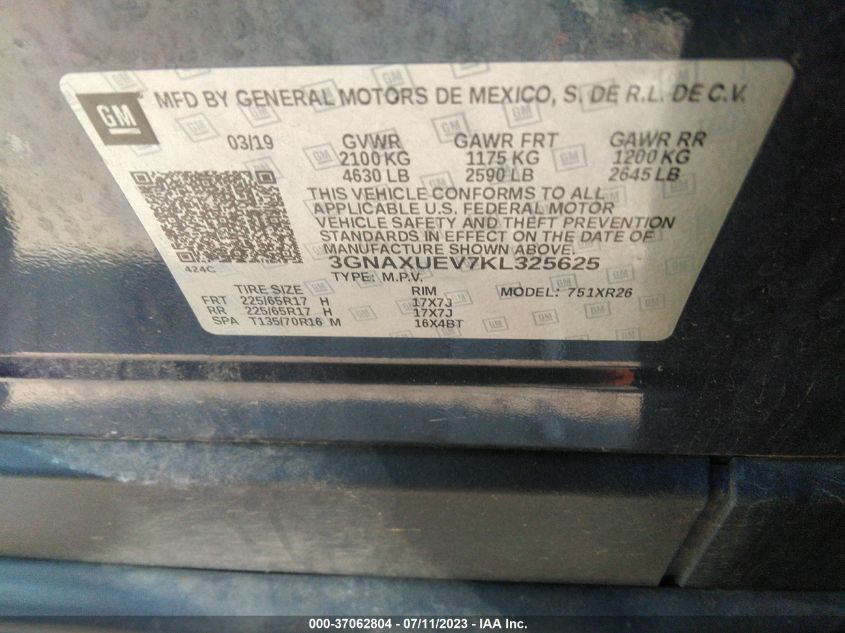 GM MFD BY GENERAL MOTORS DE MEXICO, S. DE R.L. DE C.V.
03/19 GVWR GAWR FRT GAWR RR
2100 KG 1175 KG 1200 KG
4630 LB 2590 LB 2645 LB
THIS VEHICLE CONFORMS TO ALL
APPLICABLE U.S. FEDERAL MOTOR
VEHICLE SAFETY AND THEFT PREVENTION
STANDARDS IN EFFECT ON THE DATE OF
MANUFACTURE SHOWN ABOVE.
424C
3GNAXUEV7KL325625
TYPE: M.P.V.
TIRE SIZE RIM MODEL: 751XR26
FRT 225/65R17 H 17X7J
RR 225/65R17 H 17X7J
SPA T135/70R16 M 16X4BT
000-37062804 - 07/11/2023 - IAA Inc.